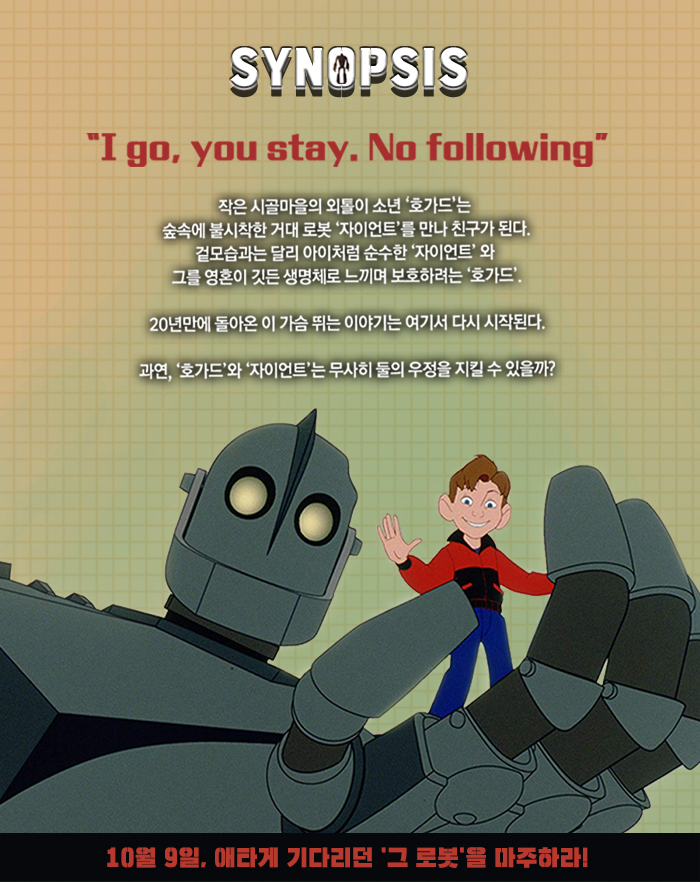 SYNOPSIS
"I go, you stay. No following"
작은 시골마을의 외톨이 소년 '호가드'는
숲속에 불시착한 거대 로봇 '자이언트'를 만나 친구가 된다.
겉모습과는 달리 아이처럼 순수한 '자이언트' 와
그를 영혼이 깃든 생명체로 느끼며 보호하려는 '호가드'.
20년만에 돌아온 이 가슴 뛰는 이야기는 여기서 다시 시작된다.
과연, '호가드'와 '자이언트'는 무사히 둘의 우정을 지킬 수 있을까?
10월 9일, 애타게 기다리던 '그 로봇'을 마주하라!